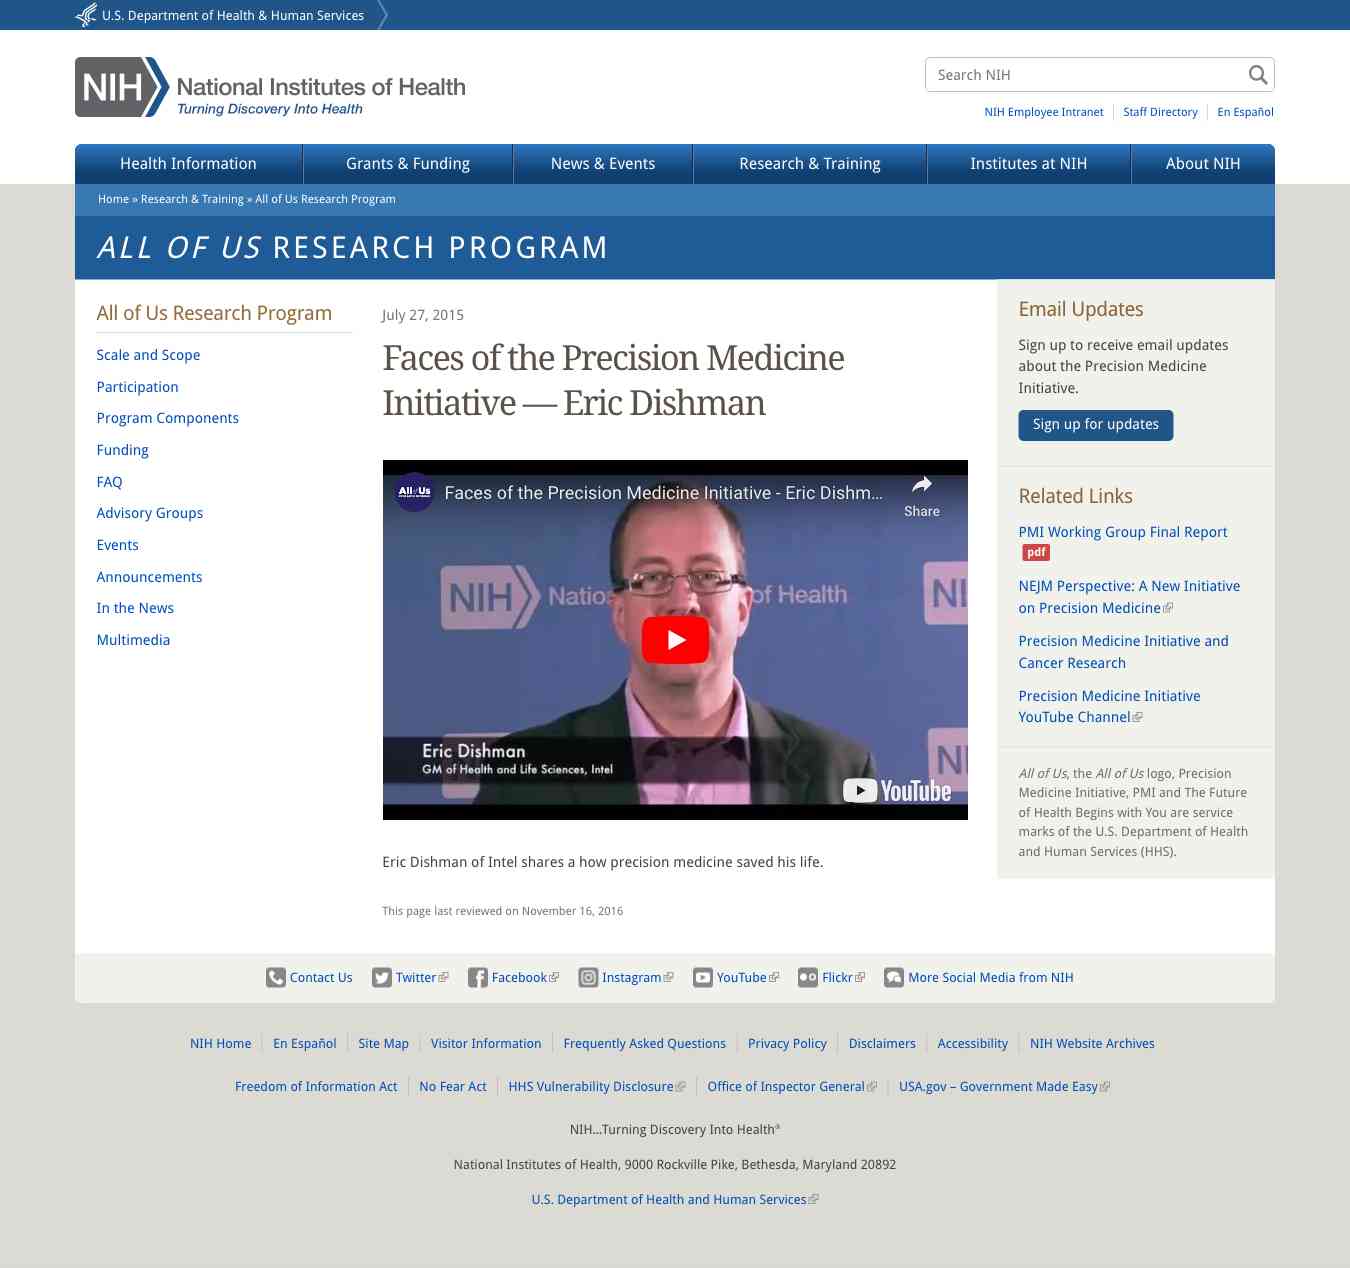 U.S. Department of Health & Human Services
NIH National Institutes of Health
Turning Discovery Into Health
Search NIH
NIH Employee Intranet Staff Directory En Español
Health Information Grants & Funding News & Events Research & Training Institutes at NIH About NIH
Home » Research & Training » All of Us Research Program
ALL OF US RESEARCH PROGRAM
All of Us Research Program
Scale and Scope
Participation
Program Components
Funding
FAQ
Advisory Groups
Events
Announcements
In the News
Multimedia
July 27, 2015
Faces of the Precision Medicine
Initiative — Eric Dishman
All of Us
Faces of the Precision Medicine Initiative - Eric Dishm...
Share
NIH Natio of Health NI
Eric Dishman
GM of Health and Life Sciences, Intel
N
YouTube
Eric Dishman of Intel shares a how precision medicine saved his life.
This page last reviewed on November 16, 2016
Email Updates
Sign up to receive email updates
about the Precision Medicine
Initiative.
Sign up for updates
Related Links
PMI Working Group Final Report
pdf
NEJM Perspective: A New Initiative
on Precision Medicine
Precision Medicine Initiative and
Cancer Research
Precision Medicine Initiative
YouTube Channel
All of Us, the All of Us logo, Precision
Medicine Initiative, PMI and The Future
of Health Begins with You are service
marks of the U.S. Department of Health
and Human Services (HHS).
Contact Us Twitter Facebook Instagram YouTube Flickr More Social Media from NIH
NIH Home En Español Site Map Visitor Information Frequently Asked Questions Privacy Policy Disclaimers Accessibility NIH Website Archives
Freedom of Information Act No Fear Act HHS Vulnerability Disclosure Office of Inspector General USA.gov – Government Made Easy
NIH…Turning Discovery Into Health®
National Institutes of Health, 9000 Rockville Pike, Bethesda, Maryland 20892
U.S. Department of Health and Human Services